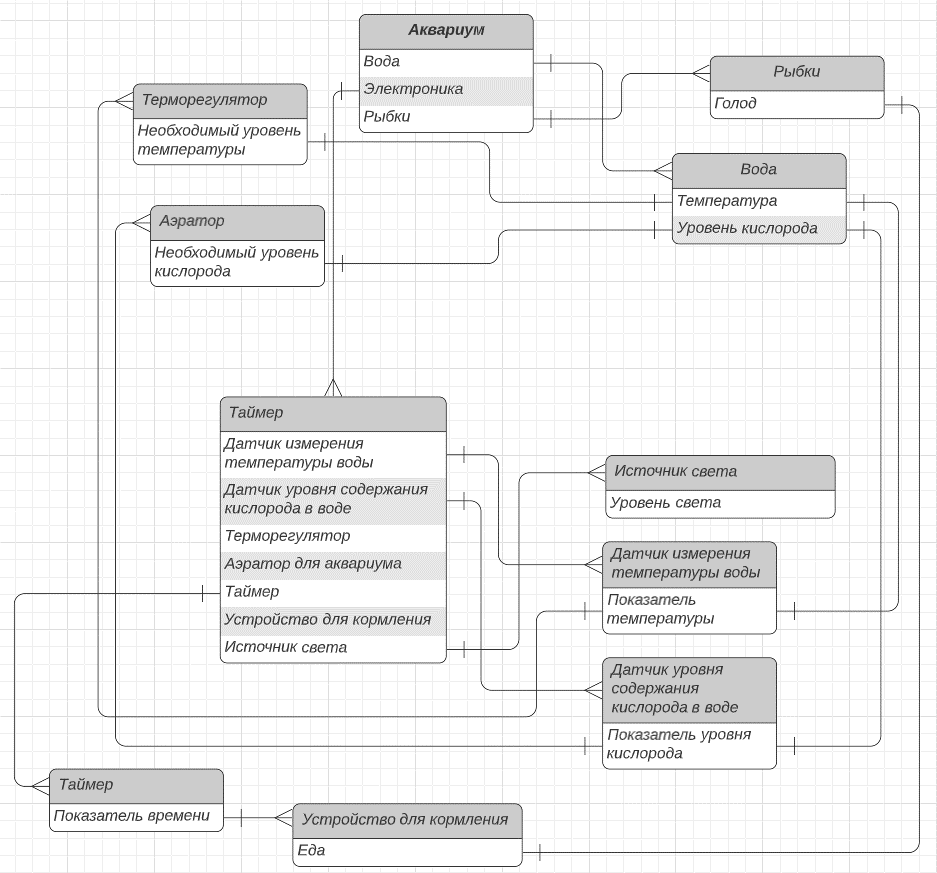 Аквариум
Вода
Электроника
Рыбки
Рыбки
Голод
Терморегулятор
Необходимый уровень
температуры
Вода
Температура
Уровень кислорода
Аэратор
Необходимый уровень
кислорода
Таймер
Датчик измерения
температуры воды
Датчик уровня содержания
кислорода в воде
Терморегулятор
Аэратор для аквариума
Таймер
Устройство для кормления
Источник света
Источник света
Уровень света
Датчик измерения
температуры воды
Показатель
температуры
Датчик уровня
содержания
кислорода в воде
Показатель уровня
кислорода
Таймер
Показатель времени
Устройство для кормления
Еда